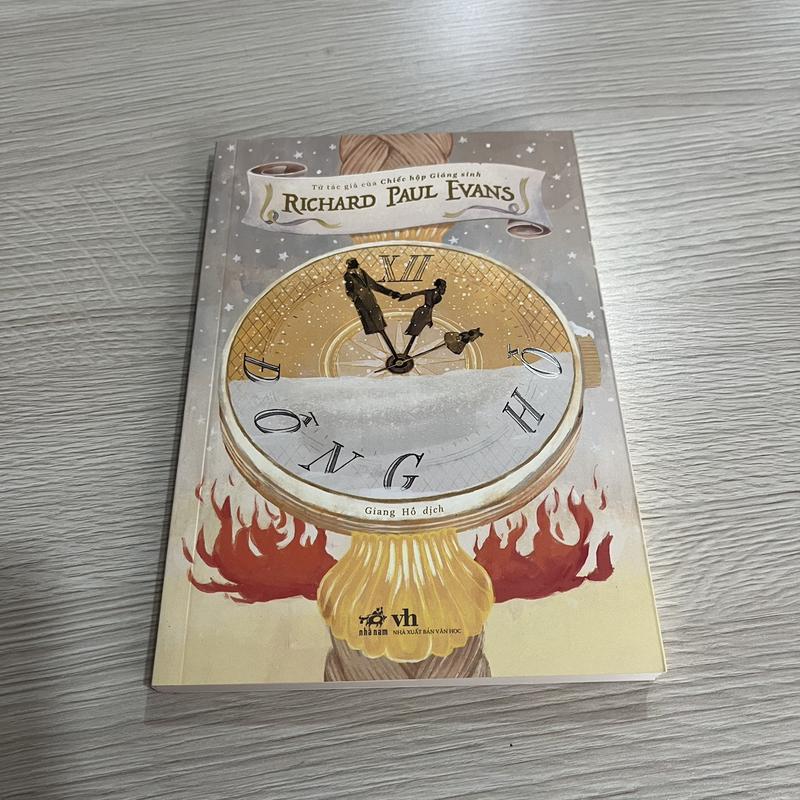 Từ tác giả của Chiếc hộp Giáng sinh
RICHARD PAUL EVANS
XII
ĐỒNG HỒ
Giang Hồ dịch
nhã nam
vh
NHÀ XUẤT BẢN VĂN HỌC